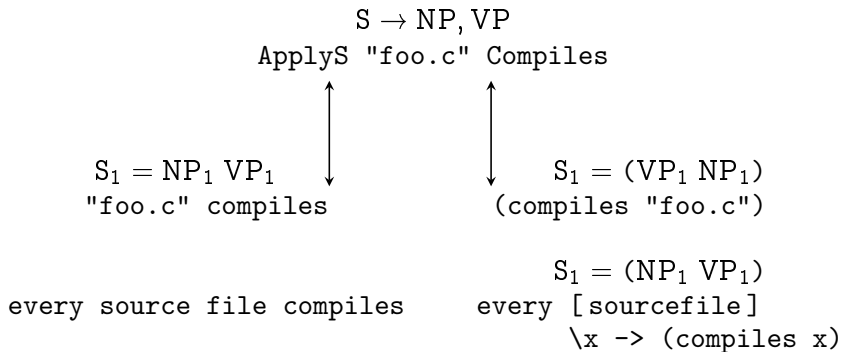 S → NP, VP
ApplyS "foo.c" Compiles
S₁ = NP₁ VP₁
"foo.c" compiles
S₁ = (VP₁ NP₁)
(compiles "foo.c")
S₁ = (NP₁ VP₁)
every source file compiles
every [sourcefile]
\x -> (compiles x)